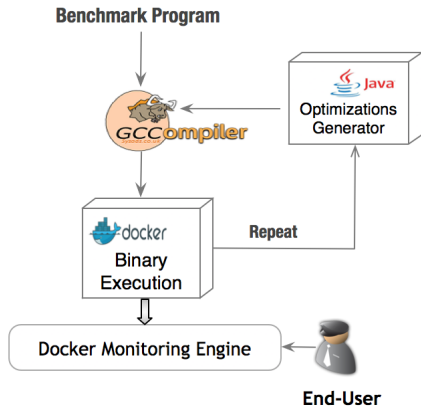 Benchmark Program
Java
Optimizations
Generator
GCCompiler
docker
Binary
Execution
Repeat
Docker Monitoring Engine
End-User